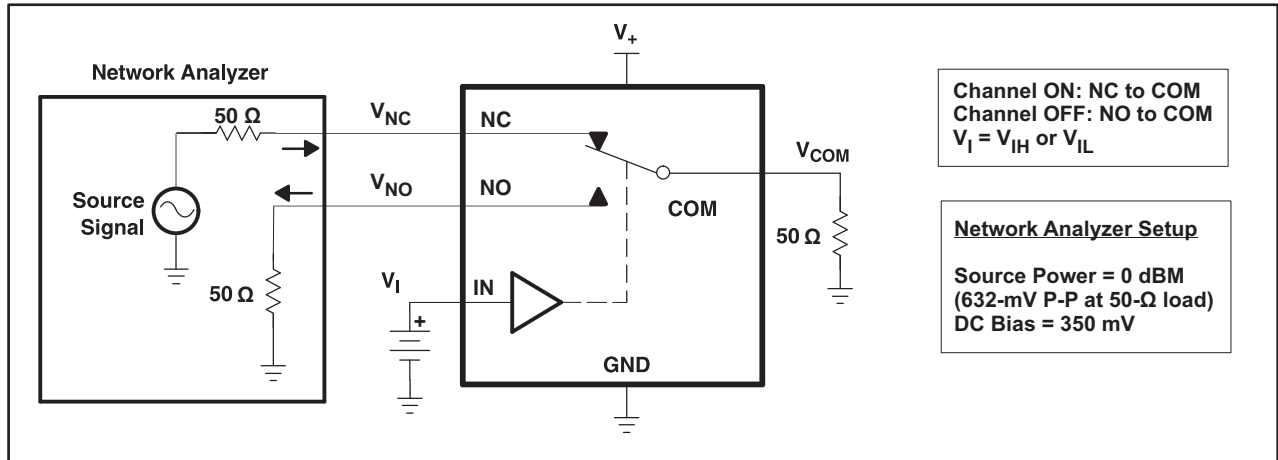 V+
Network Analyzer
50 Ω
VNC
NC
Channel ON: NC to COM
Channel OFF: NO to COM
VI = VIH or VIL
VCOM
VNO
NO
COM
Source
Signal
50 Ω
50 Ω
VI
IN
+
GND
Network Analyzer Setup
Source Power = 0 dBM
(632-mV P-P at 50-Ω load)
DC Bias = 350 mV